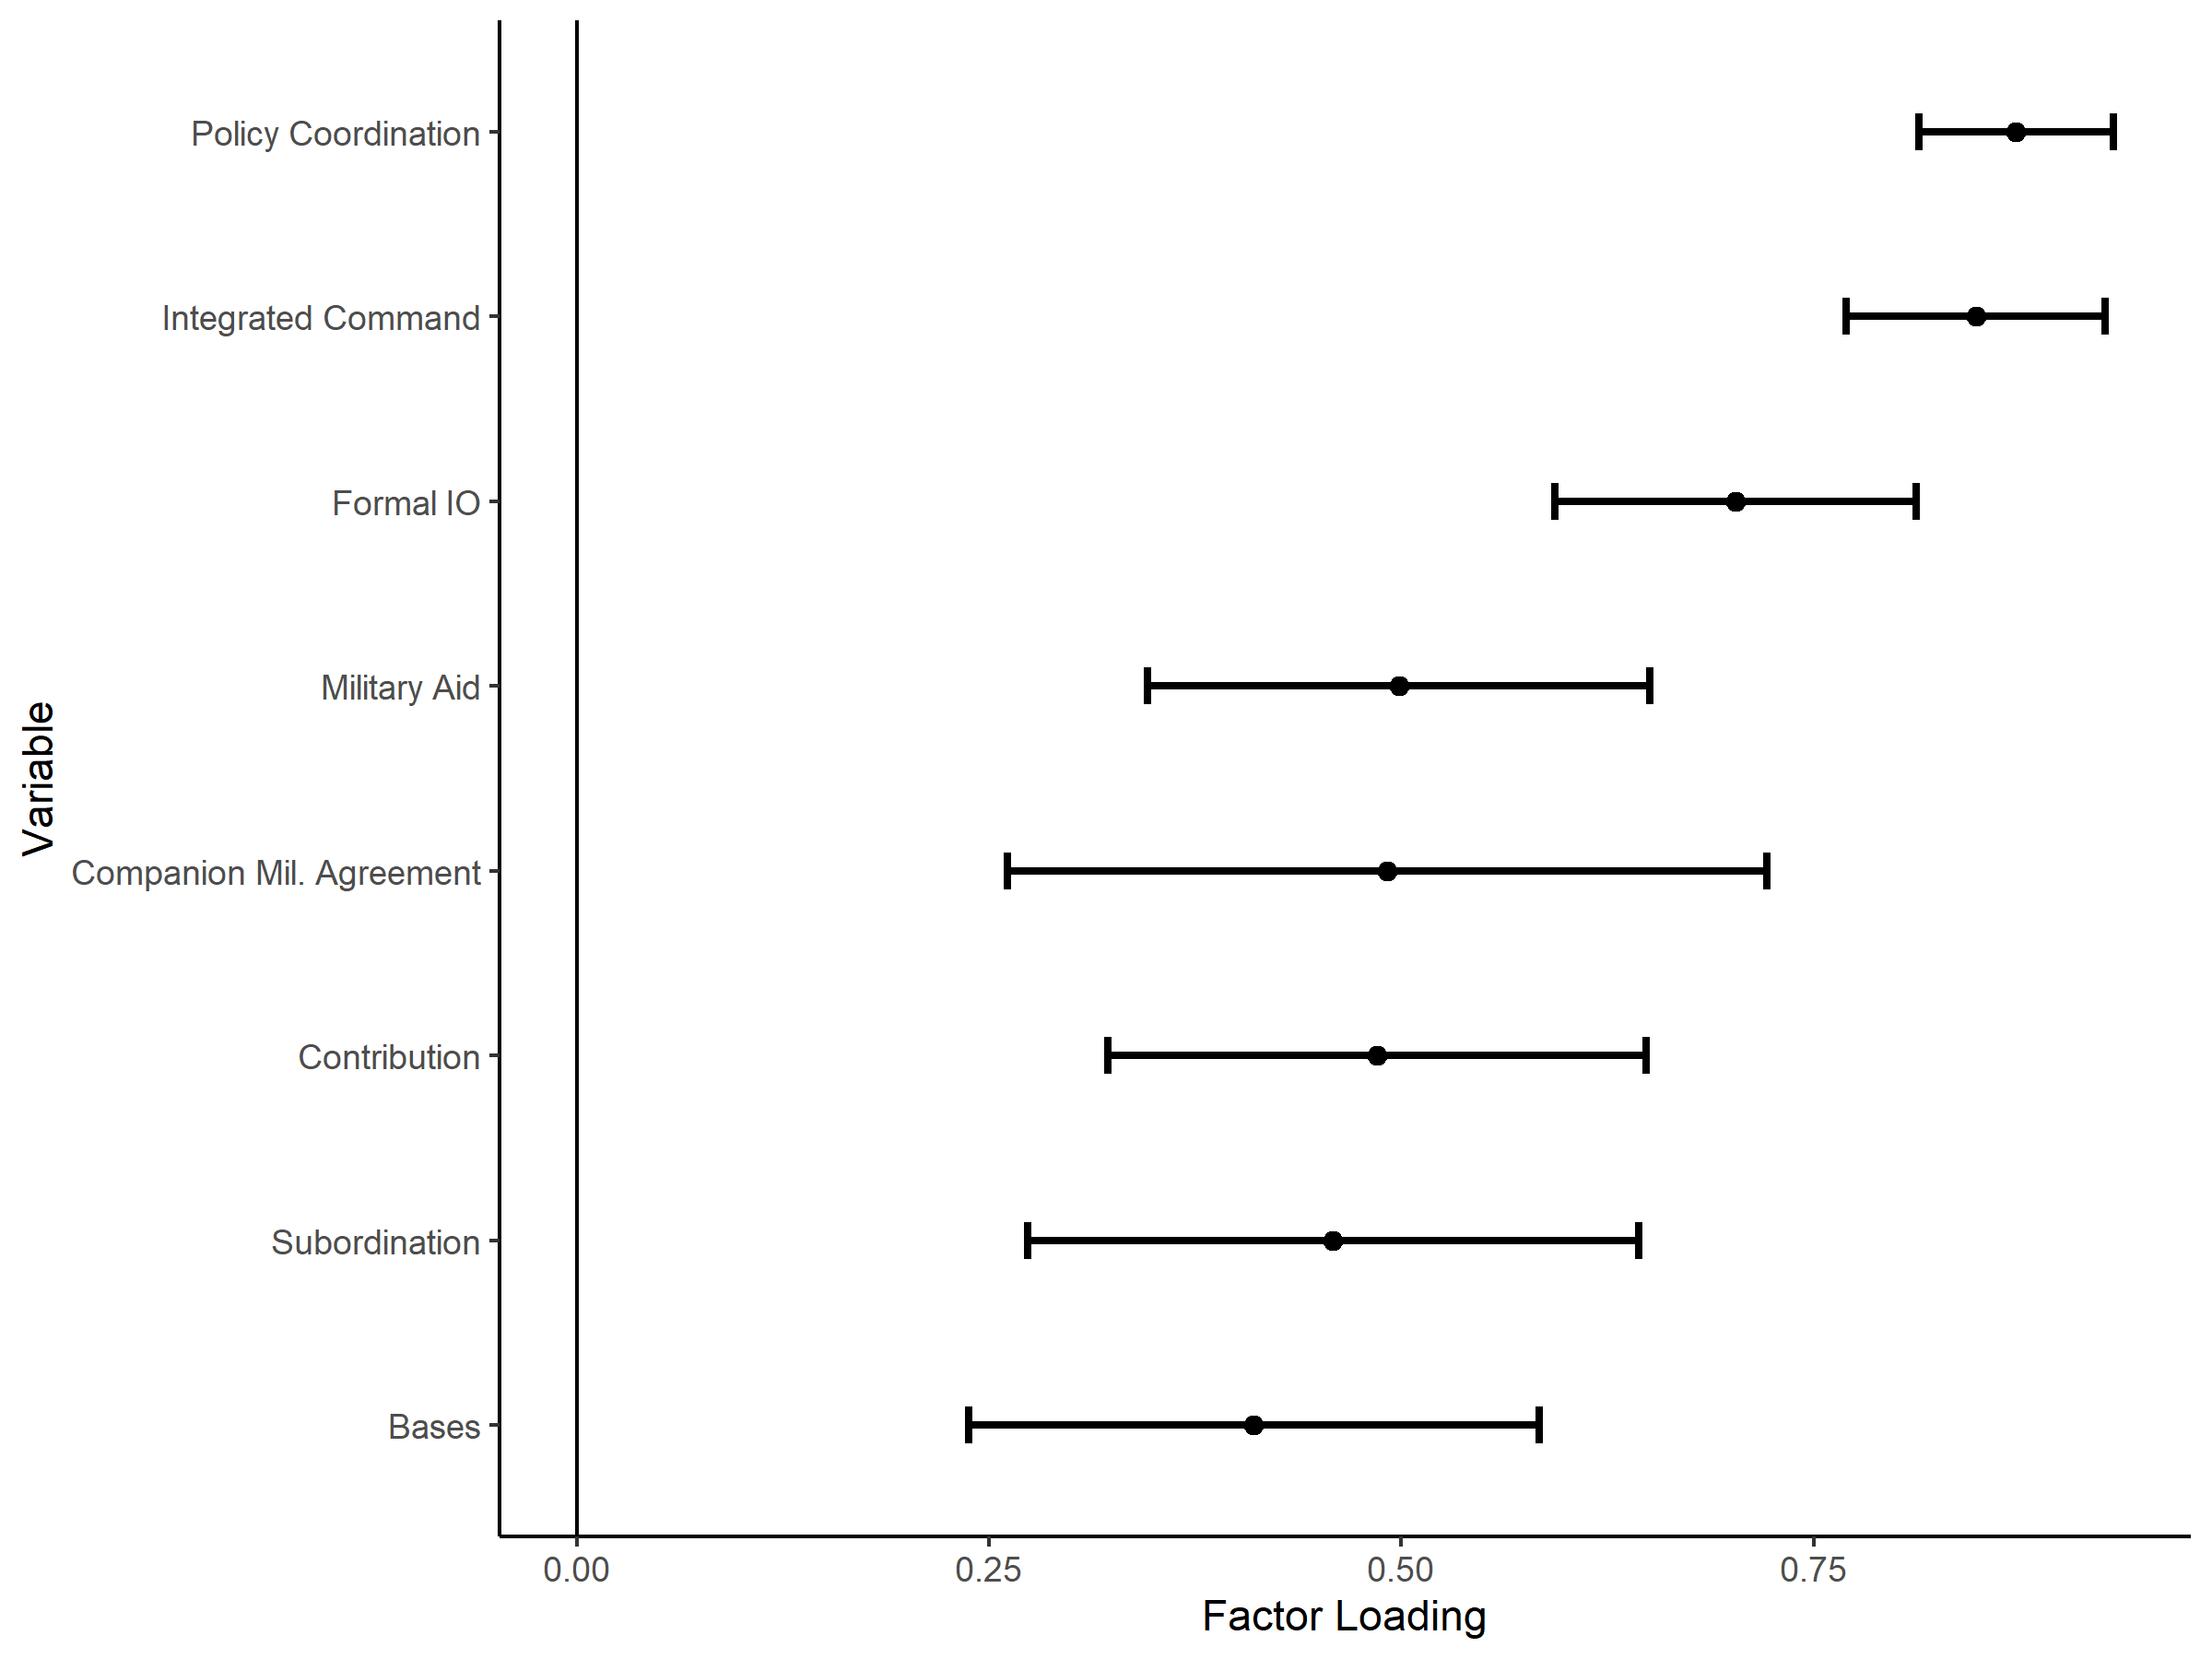 Policy Coordination
Integrated Command
Formal IO
Military Aid
Companion Mil. Agreement
Contribution
Subordination
Bases
Variable
0.00 0.25 0.50 0.75
Factor Loading